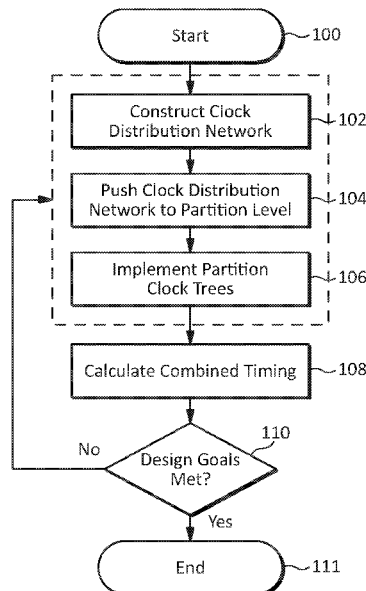 Start
100
Construct Clock
Distribution Network
102
Push Clock Distribution
Network to Partition Level
104
Implement Partition
Clock Trees
106
Calculate Combined Timing
108
110
No
Design Goals
Met?
Yes
End
111